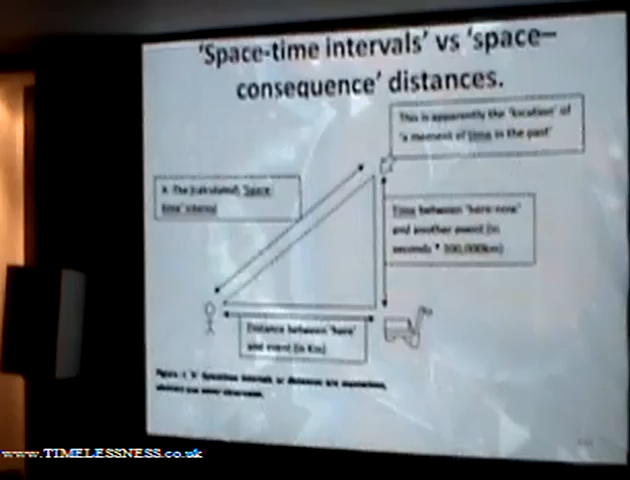 'Space-time intervals' vs 'space–
consequence' distances.
This is apparently the 'location' of
'a moment of time in the past'
(calculated) 'Space
time'
Time between 'here-now'
and another event (in
seconds * 300,000km)
Distance between 'here'
and event (in Km)
www.TIMELESSNESS.co.uk